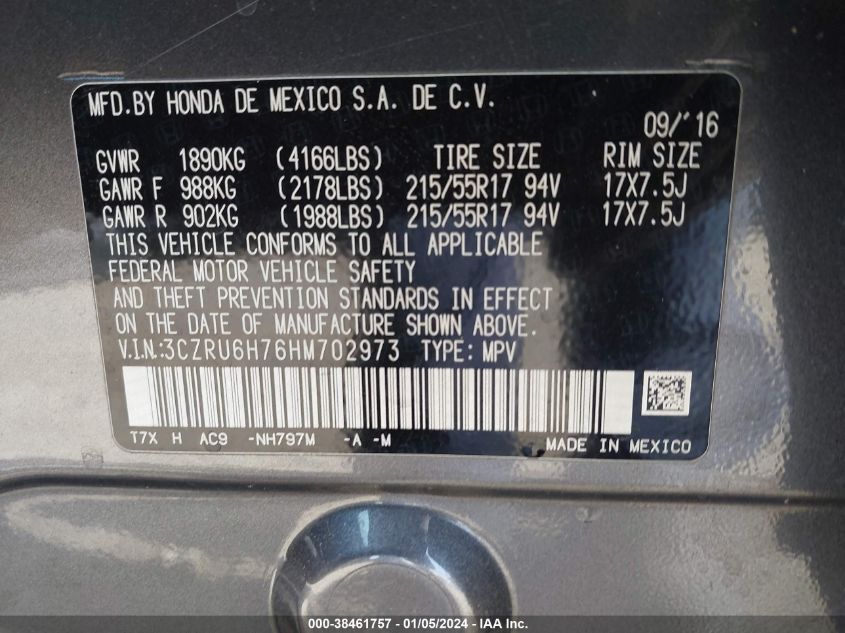 MFD.BY HONDA DE MEXICO S.A. DE C.V.
09/'16
GVWR 1890KG (4166LBS) TIRE SIZE RIM SIZE
GAWR F 988KG (2178LBS) 215/55R17 94V 17X7.5J
GAWR R 902KG (1988LBS) 215/55R17 94V 17X7.5J
THIS VEHICLE CONFORMS TO ALL APPLICABLE
FEDERAL MOTOR VEHICLE SAFETY
AND THEFT PREVENTION STANDARDS IN EFFECT
ON THE DATE OF MANUFACTURE SHOWN ABOVE.
V.I.N.:3CZRU6H76HM702973 TYPE: MPV
T7X H AC9 -NH797M -A -M MADE IN MEXICO
000-38461757 - 01/05/2024 - IAA Inc.